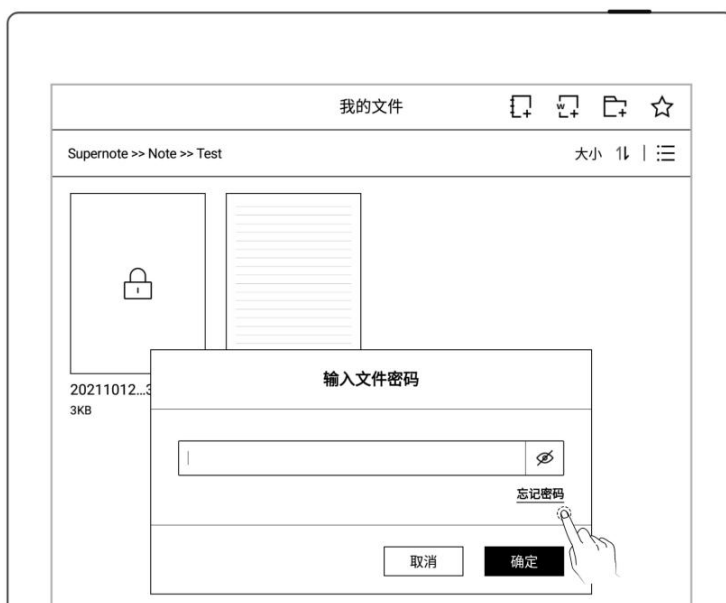 我的文件
Supernote >> Note >> Test
大小
20211012...3
3KB
输入文件密码
忘记密码
取消
确定